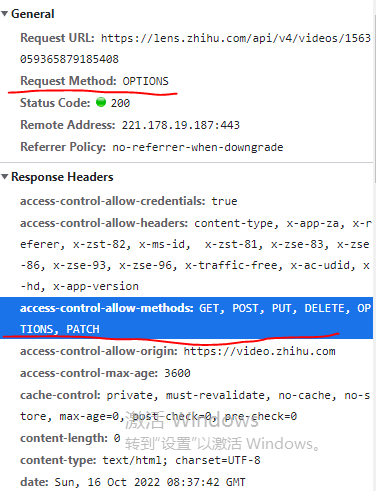 General
Request URL: https://lens.zhihu.com/api/v4/videos/1563
059365879185408
Request Method: OPTIONS
Status Code: 200
Remote Address: 221.178.19.187:443
Referrer Policy: no-referrer-when-downgrade
Response Headers
access-control-allow-credentials: true
access-control-allow-headers: content-type, x-app-za, x-r
eferer, x-zst-82, x-ms-id, x-zst-81, x-zse-83, x-zse
-86, x-zse-93, x-zse-96, x-traffic-free, x-ac-udid, x
-hd, x-app-version
access-control-allow-methods: GET, POST, PUT, DELETE, OP
TIONS, PATCH
access-control-allow-origin: https://video.zhihu.com
access-control-max-age: 3600
cache-control: private, must-revalidate, no-cache, no-s
tore, max-age=0, post-check=0, pre-check=0
激活 Windows
content-length: 0
转到"设置"以激活 Windows。
content-type: text/html; charset=UTF-8
date: Sun, 16 Oct 2022 08:37:42 GMT